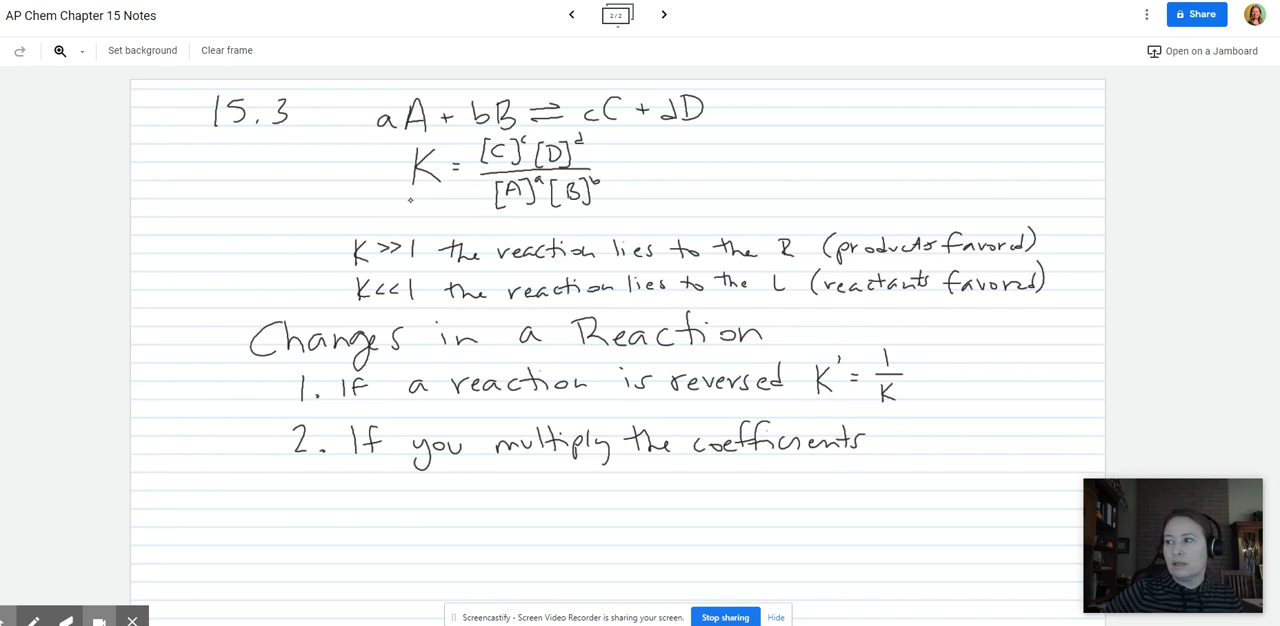 AP Chem Chapter 15 Notes
2 / 2
Share
Set background
Clear frame
Open on a Jamboard
15.3 aA + bB ⇌ cC + dD
K = [C]^c [D]^d / [A]^a [B]^b
K >> 1 the reaction lies to the R (products favored)
K << 1 the reaction lies to the L (reactants favored)
Changes in a Reaction
1. If a reaction is reversed K' = 1/K
2. If you multiply the coefficients
Screencastify - Screen Video Recorder is sharing your screen.
Stop sharing
Hide